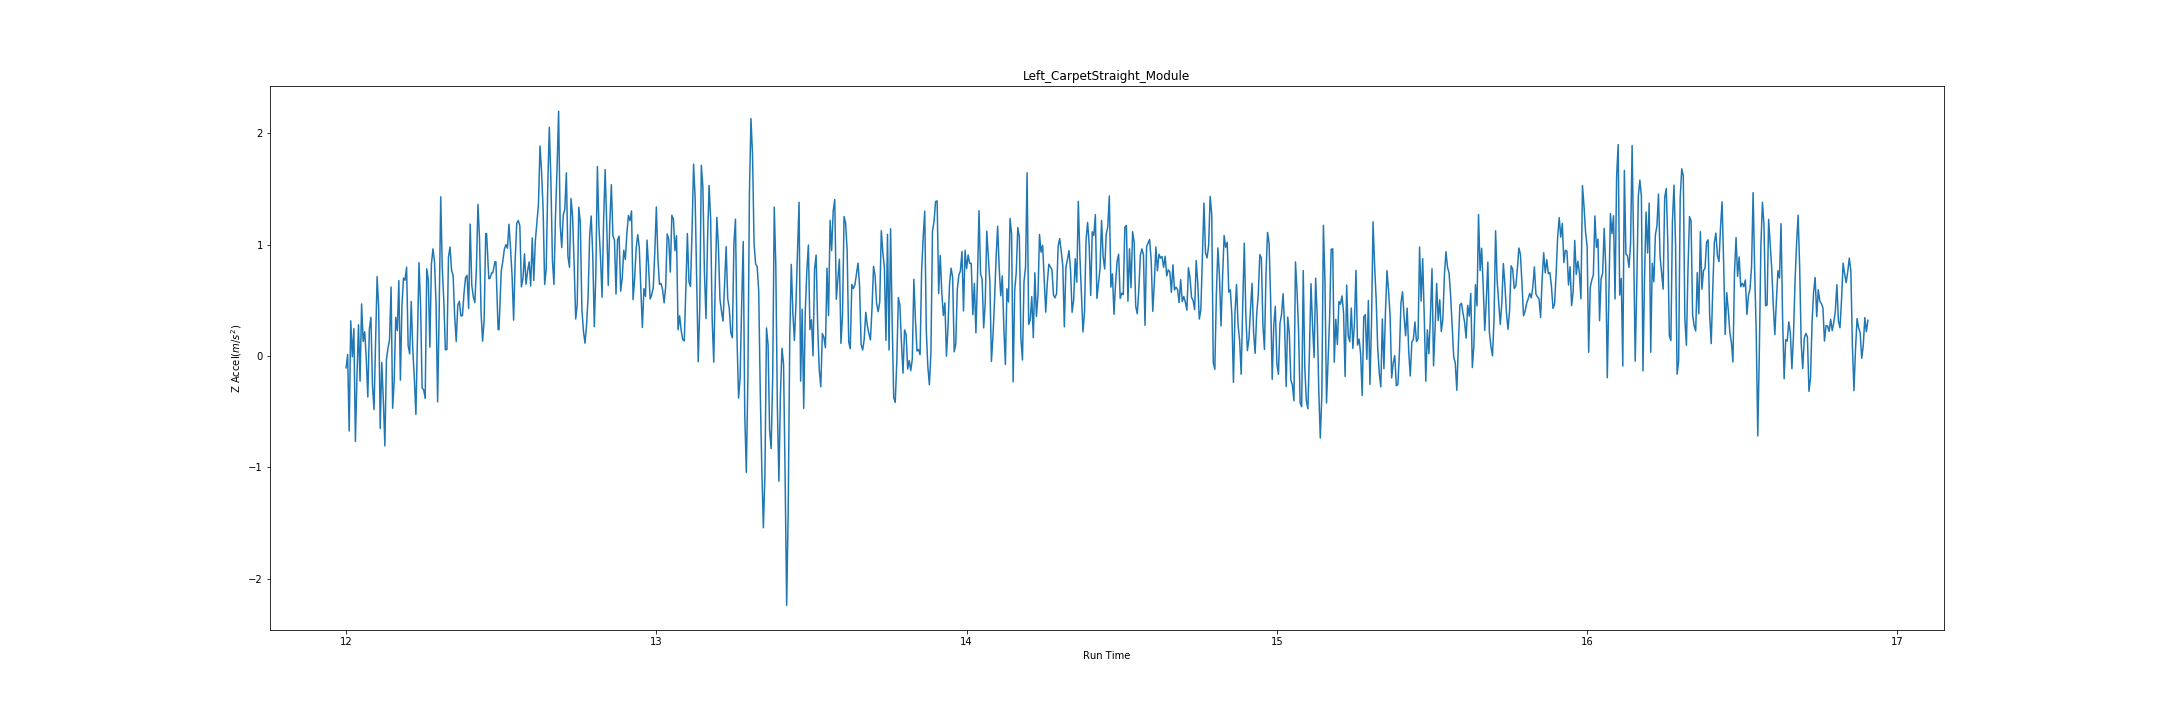 Left_CarpetStraight_Module
Z Accel(m/s²)
2
1
0
−1
−2
12 13 14 15 16 17
Run Time